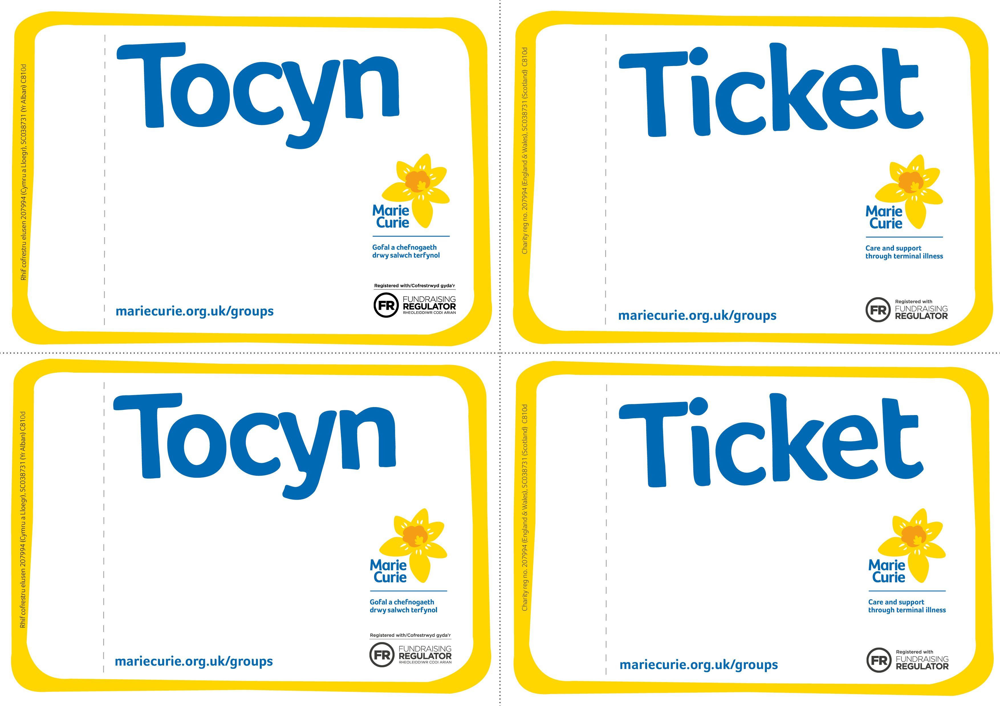 Rhif cofrestru elusen 207994 (Cymru a Lloegr), SC038731 (Yr Alban) C810d
Tocyn
Marie
Curie
Gofal a chefnogaeth
drwy salwch terfynol
Registered with/Cofrestrwyd gyda'r
FR
FUNDRAISING
REGULATOR
RHEOLEIDDIWR CODI ARIAN
mariecurie.org.uk/groups
Charity reg no. 207994 (England & Wales), SC038731 (Scotland) C810d
Ticket
Marie
Curie
Care and support
through terminal illness
Registered with
FR
FUNDRAISING
REGULATOR
mariecurie.org.uk/groups
Rhif cofrestru elusen 207994 (Cymru a Lloegr), SC038731 (Yr Alban) C810d
Tocyn
Marie
Curie
Gofal a chefnogaeth
drwy salwch terfynol
Registered with/Cofrestrwyd gyda'r
FR
FUNDRAISING
REGULATOR
RHEOLEIDDIWR CODI ARIAN
mariecurie.org.uk/groups
Charity reg no. 207994 (England & Wales), SC038731 (Scotland) C810d
Ticket
Marie
Curie
Care and support
through terminal illness
Registered with
FR
FUNDRAISING
REGULATOR
mariecurie.org.uk/groups